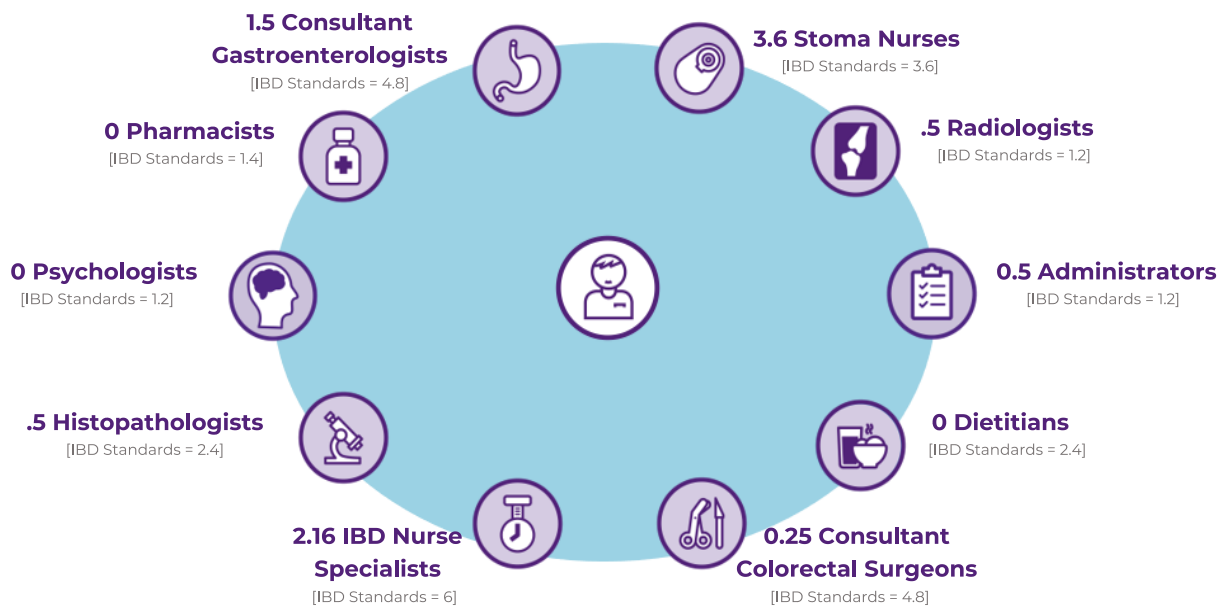 1.5 Consultant
Gastroenterologists
[IBD Standards = 4.8]
3.6 Stoma Nurses
[IBD Standards = 3.6]
0 Pharmacists
[IBD Standards = 1.4]
.5 Radiologists
[IBD Standards = 1.2]
0 Psychologists
[IBD Standards = 1.2]
0.5 Administrators
[IBD Standards = 1.2]
.5 Histopathologists
[IBD Standards = 2.4]
0 Dietitians
[IBD Standards = 2.4]
2.16 IBD Nurse
Specialists
[IBD Standards = 6]
0.25 Consultant
Colorectal Surgeons
[IBD Standards = 4.8]